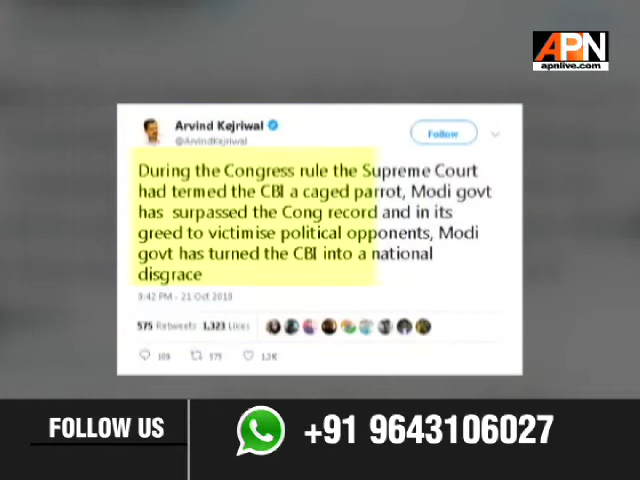 APN
apnlive.com
Arvind Kejriwal
@ArvindKejriwal
Follow
During the Congress rule the Supreme Court
had termed the CBI a caged parrot, Modi govt
has surpassed the Cong record and in its
greed to victimise political opponents, Modi
govt has turned the CBI into a national
disgrace
9:42 PM - 21 Oct 2018
575 Retweets 1,323 Likes
575
1.3K
FOLLOW US
+91 9643106027